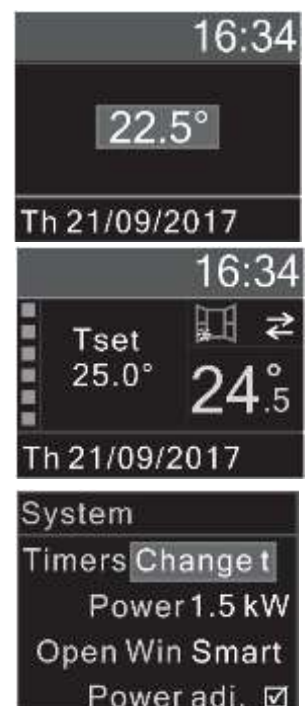 16:34
22.5°
Th 21/09/2017
16:34
Tset
25.0°
24°.5
Th 21/09/2017
System
Timers Change t
Power 1.5 kW
Open Win Smart
Power adj. ☑